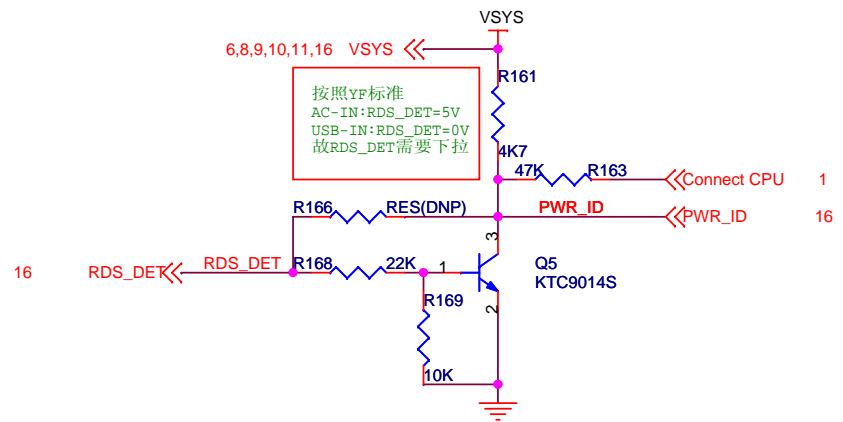 VSYS
6,8,9,10,11,16 VSYS
R161
按照YF标准
AC-IN:RDS_DET=5V
USB-IN:RDS_DET=0V
故RDS_DET需要下拉
4K7
47K R163 Connect CPU 1
R166 RES(DNP) PWR_ID PWR_ID 16
3
16 RDS_DET RDS_DET R168 22K 1 Q5
KTC9014S
R169
2
10K